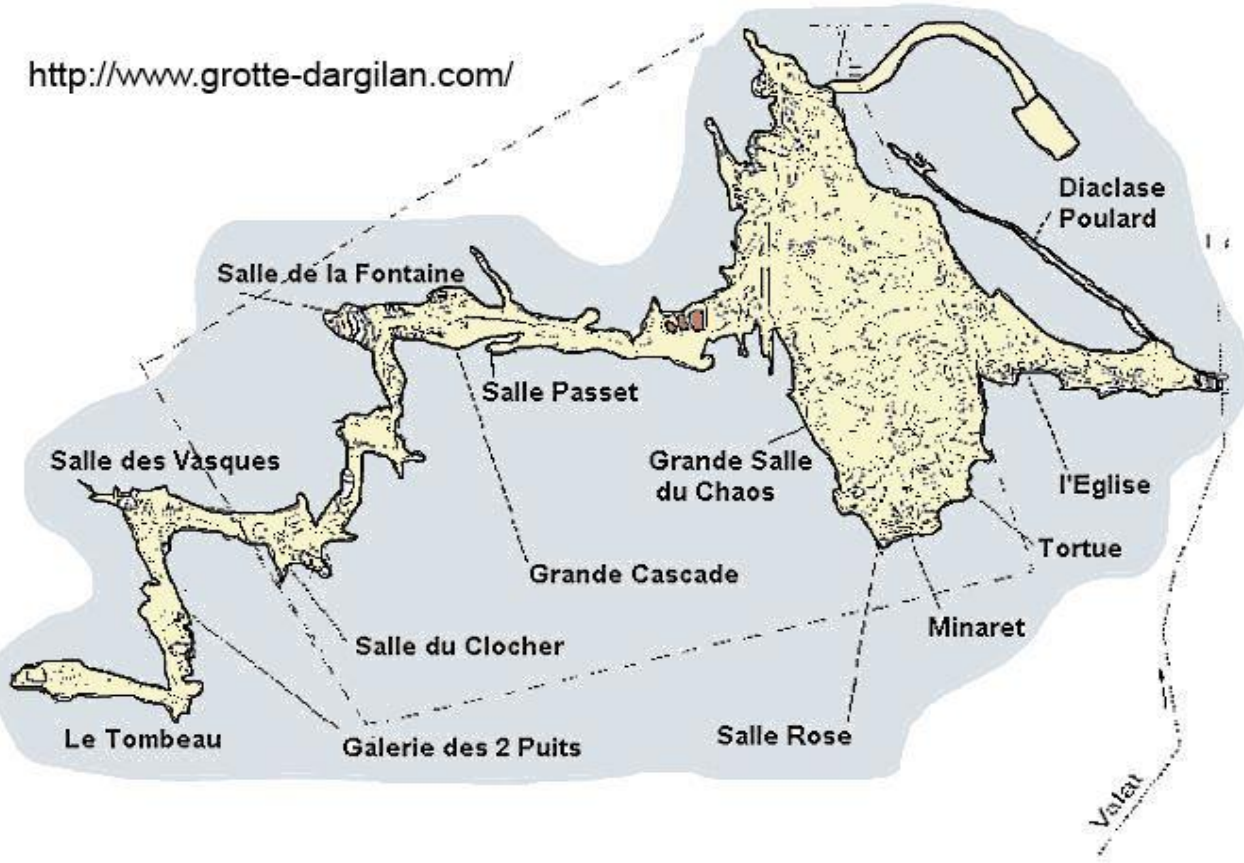 http://www.grotte-dargilan.com/
Diaclase
Poulard
Salle de la Fontaine
Salle Passet
Salle des Vasques
Grande Salle
du Chaos
l'Eglise
Tortue
Grande Cascade
Minaret
Salle du Clocher
Salle Rose
Le Tombeau
Galerie des 2 Puits
Valat